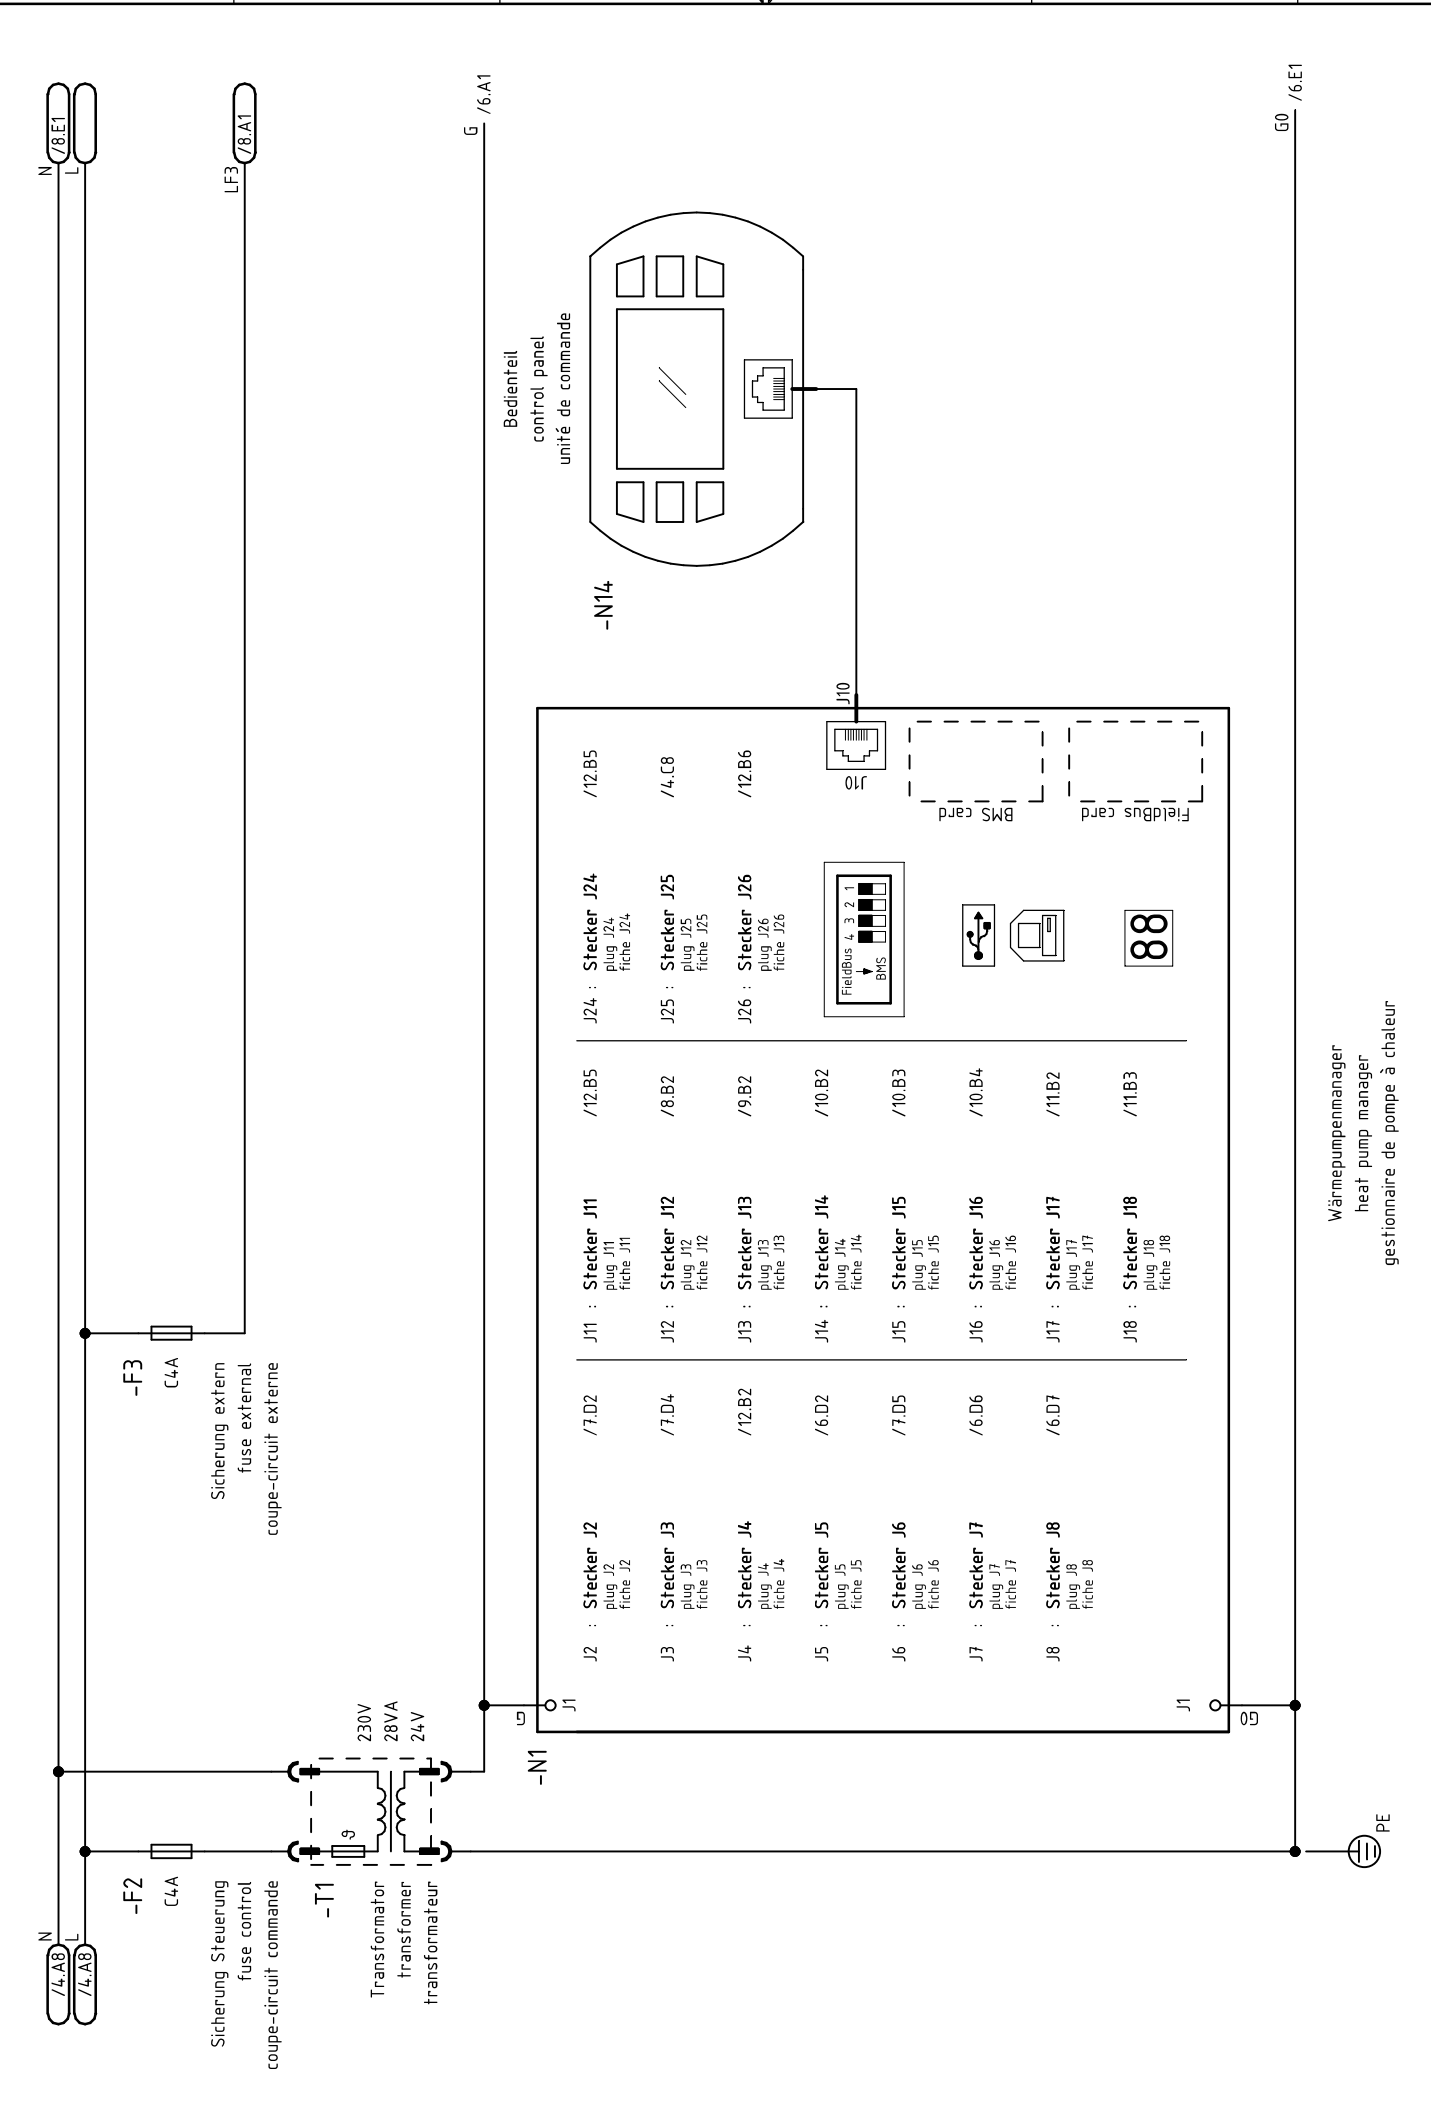 /4.A8
N
/4.A8
L
N
/8.E1
L
-F2
C4A
Sicherung Steuerung
fuse control
coupe-circuit commande
-F3
C4A
Sicherung extern
fuse external
coupe-circuit externe
LF3
/8.A1
-T1
ϑ
230V
28VA
24V
Transformator
transformer
transformateur
G
/6.A1
Bedienteil
control panel
unité de commande
-N14
-N1
G
J1
J2 : Stecker J2 /7.D2
plug J2
fiche J2
J3 : Stecker J3 /7.D4
plug J3
fiche J3
J4 : Stecker J4 /12.B2
plug J4
fiche J4
J5 : Stecker J5 /6.D2
plug J5
fiche J5
J6 : Stecker J6 /7.D5
plug J6
fiche J6
J7 : Stecker J7 /6.D6
plug J7
fiche J7
J8 : Stecker J8 /6.D7
plug J8
fiche J8
J11 : Stecker J11 /12.B5
plug J11
fiche J11
J12 : Stecker J12 /8.B2
plug J12
fiche J12
J13 : Stecker J13 /9.B2
plug J13
fiche J13
J14 : Stecker J14 /10.B2
plug J14
fiche J14
J15 : Stecker J15 /10.B3
plug J15
fiche J15
J16 : Stecker J16 /10.B4
plug J16
fiche J16
J17 : Stecker J17 /11.B2
plug J17
fiche J17
J18 : Stecker J18 /11.B3
plug J18
fiche J18
J24 : Stecker J24 /12.B5
plug J24
fiche J24
J25 : Stecker J25 /4.C8
plug J25
fiche J25
J26 : Stecker J26 /12.B6
plug J26
fiche J26
FieldBus 4 3 2 1
BMS
J10
J10
BMS card
FieldBus card
88
J1
G0
G0
/6.E1
PE
Wärmepumpenmanager
heat pump manager
gestionnaire de pompe à chaleur